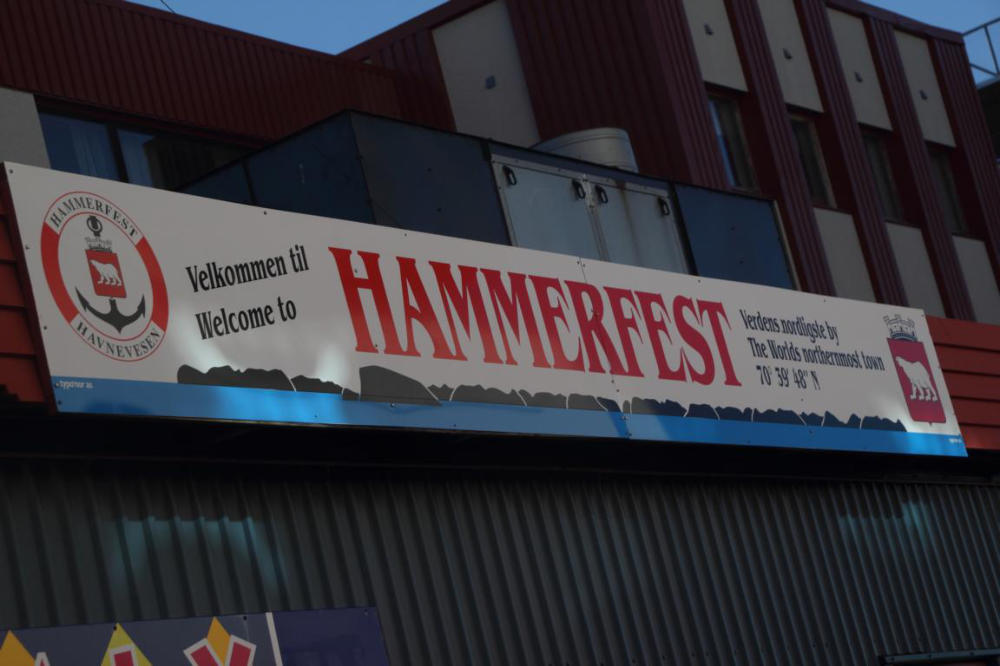 HAMMERFEST
HAVNEVESEN
Velkommen til
Welcome to
HAMMERFEST
Verdens nordligste by
The Worlds northernmost town
70° 39' 48" N